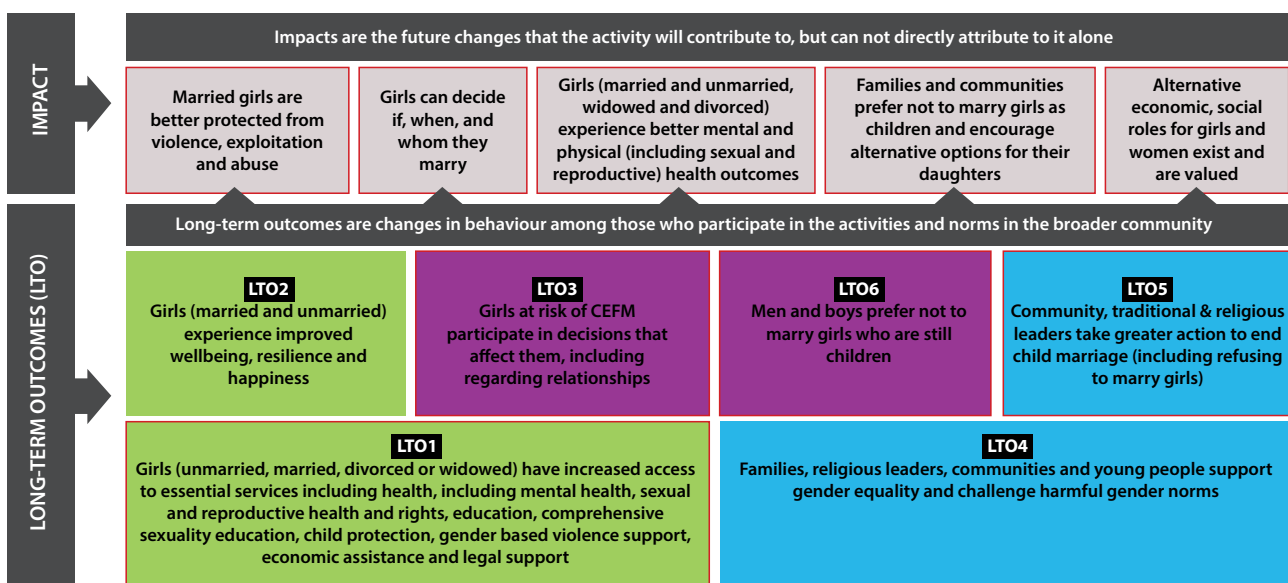 IMPACT
Impacts are the future changes that the activity will contribute to, but can not directly attribute to it alone
Married girls are
better protected from
violence, exploitation
and abuse
Girls can decide
if, when, and
whom they
marry
Girls (married and unmarried,
widowed and divorced)
experience better mental and
physical (including sexual and
reproductive) health outcomes
Families and communities
prefer not to marry girls as
children and encourage
alternative options for their
daughters
Alternative
economic, social
roles for girls and
women exist and
are valued
LONG-TERM OUTCOMES (LTO)
Long-term outcomes are changes in behaviour among those who participate in the activities and norms in the broader community
LTO2
Girls (married and unmarried)
experience improved
wellbeing, resilience and
happiness
LTO3
Girls at risk of CEFM
participate in decisions that
affect them, including
regarding relationships
LTO6
Men and boys prefer not to
marry girls who are still
children
LTO5
Community, traditional & religious
leaders take greater action to end
child marriage (including refusing
to marry girls)
LTO1
Girls (unmarried, married, divorced or widowed) have increased access
to essential services including health, including mental health, sexual
and reproductive health and rights, education, comprehensive
sexuality education, child protection, gender based violence support,
economic assistance and legal support
LTO4
Families, religious leaders, communities and young people support
gender equality and challenge harmful gender norms